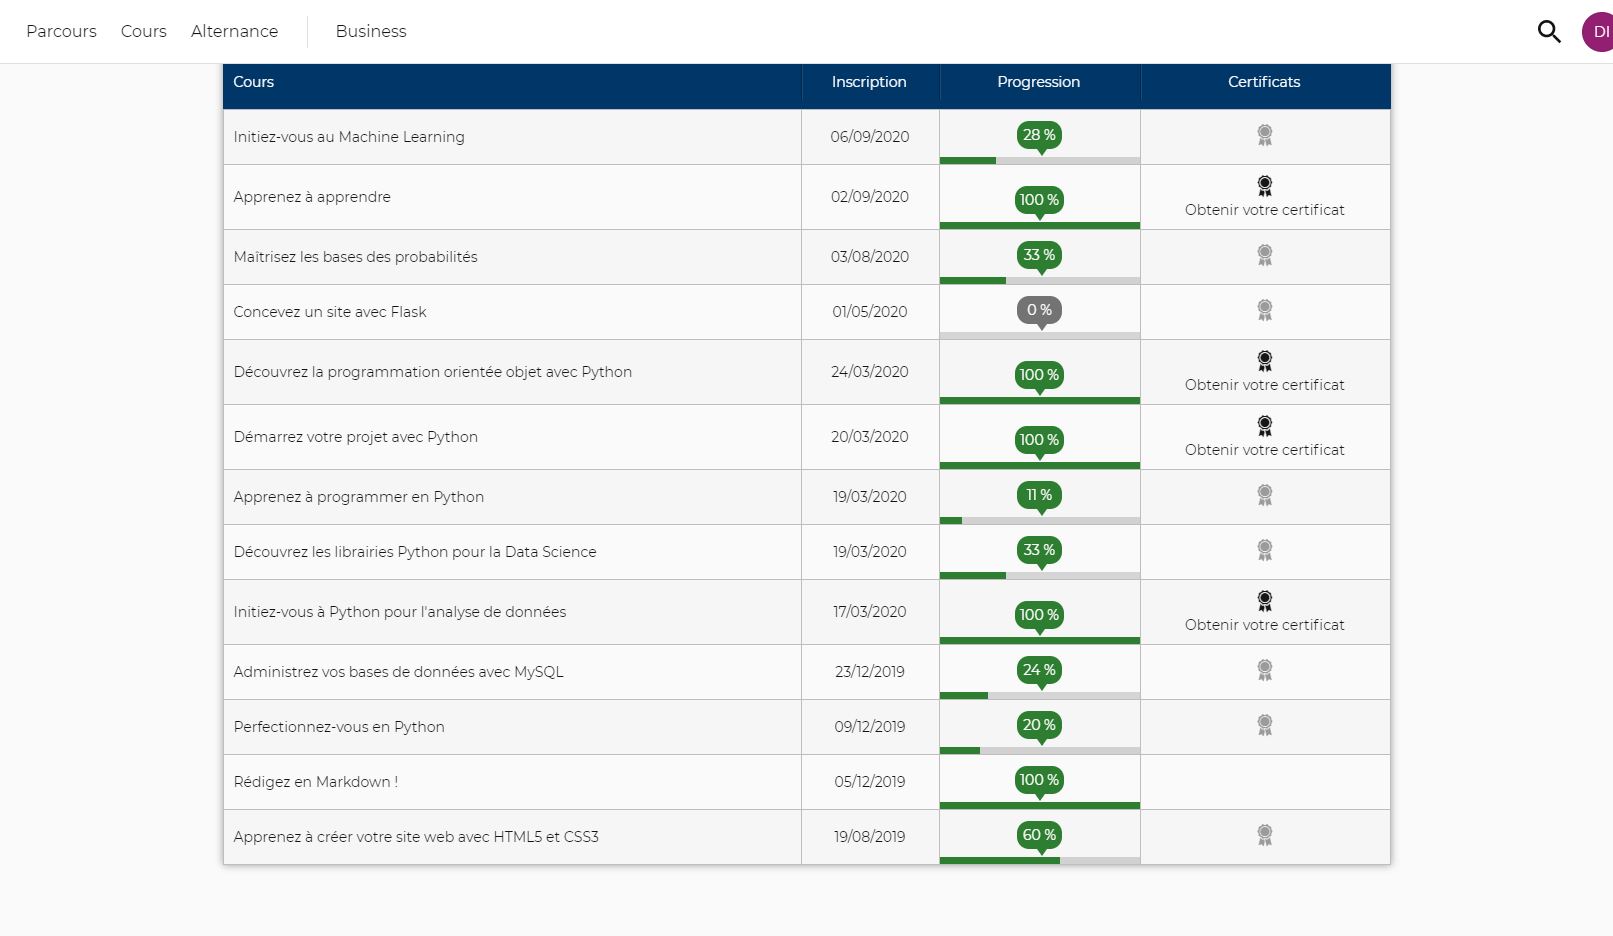 Parcours Cours Alternance Business DI
Cours Inscription Progression Certificats
Initiez-vous au Machine Learning 06/09/2020 28 %
Apprenez à apprendre 02/09/2020 100 % Obtenir votre certificat
Maîtrisez les bases des probabilités 03/08/2020 33 %
Concevez un site avec Flask 01/05/2020 0 %
Découvrez la programmation orientée objet avec Python 24/03/2020 100 % Obtenir votre certificat
Démarrez votre projet avec Python 20/03/2020 100 % Obtenir votre certificat
Apprenez à programmer en Python 19/03/2020 11 %
Découvrez les librairies Python pour la Data Science 19/03/2020 33 %
Initiez-vous à Python pour l'analyse de données 17/03/2020 100 % Obtenir votre certificat
Administrez vos bases de données avec MySQL 23/12/2019 24 %
Perfectionnez-vous en Python 09/12/2019 20 %
Rédigez en Markdown ! 05/12/2019 100 %
Apprenez à créer votre site web avec HTML5 et CSS3 19/08/2019 60 %